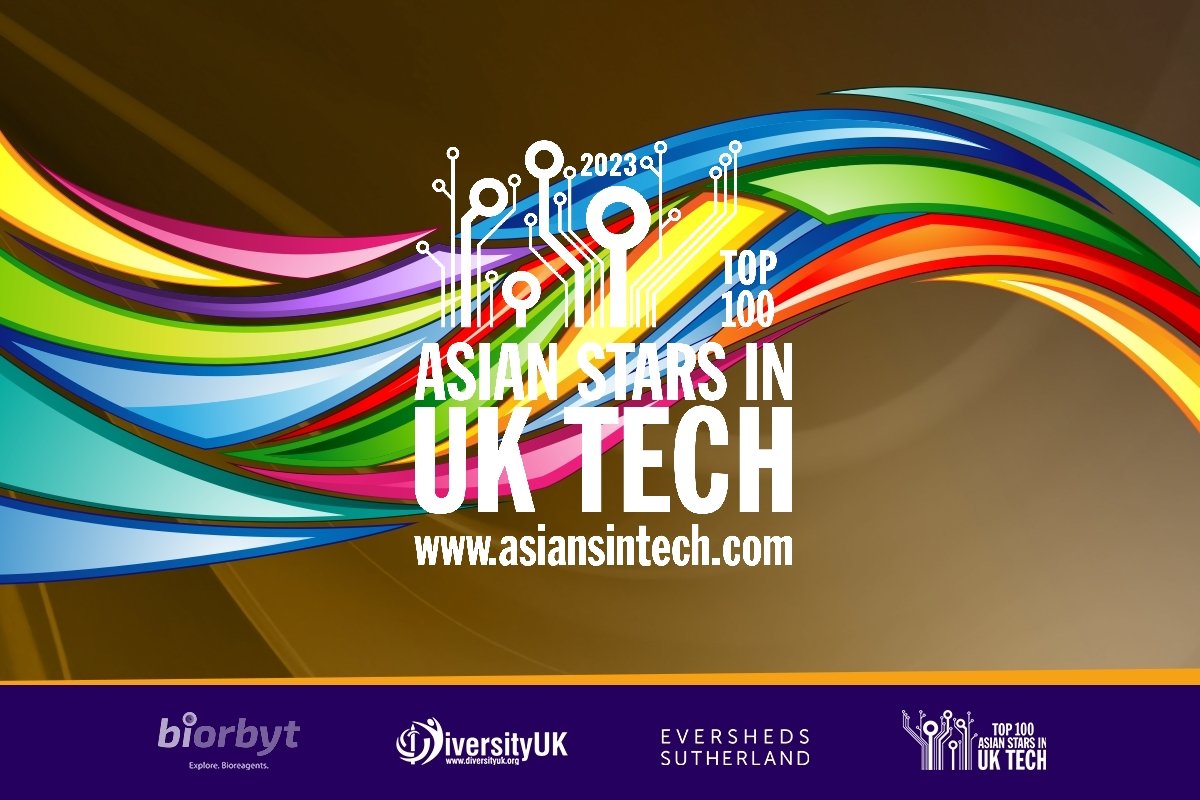 2023
TOP
100
ASIAN STARS IN
UK TECH
www.asiansintech.com
biorbyt
Explore. Bioreagents.
DiversityUK
www.diversityuk.org
EVERSHEDS
SUTHERLAND
TOP 100
ASIAN STARS IN
UK TECH